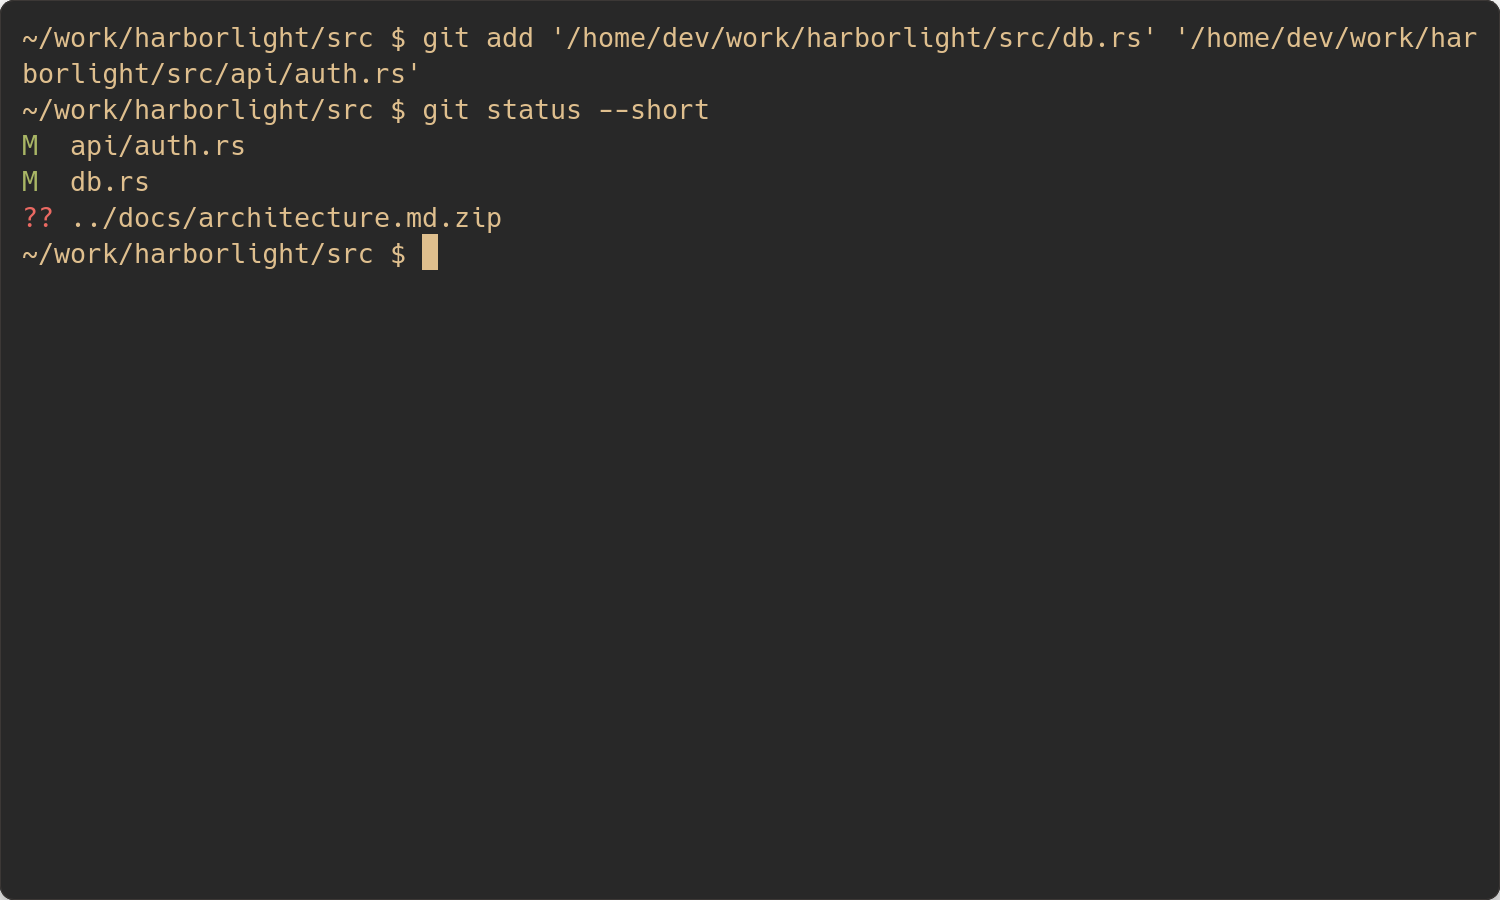 ~/work/harborlight/src $ git add '/home/dev/work/harborlight/src/db.rs' '/home/dev/work/har
borlight/src/api/auth.rs'
~/work/harborlight/src $ git status --short
M  api/auth.rs
M  db.rs
?? ../docs/architecture.md.zip
~/work/harborlight/src $